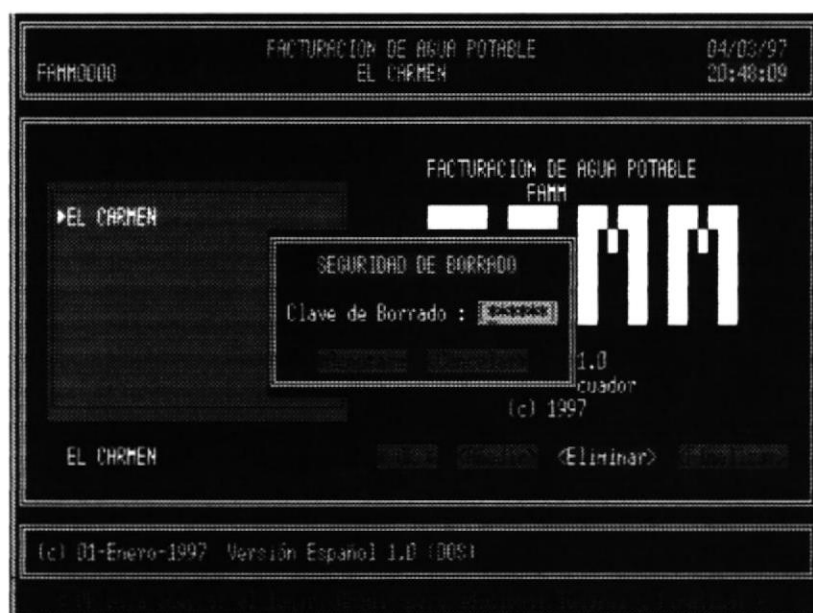 FACTURACION DE AGUA POTABLE 04/03/97
FAMM0000 EL CARMEN 20:48:09
FACTURACION DE AGUA POTABLE
FAMM
►EL CARMEN
SEGURIDAD DE BORRADO
Clave de Borrado : ******
1.0
cuador
(c) 1997
EL CARMEN <Eliminar>
(c) 01-Enero-1997 Versión Español 1.0 (DOS)